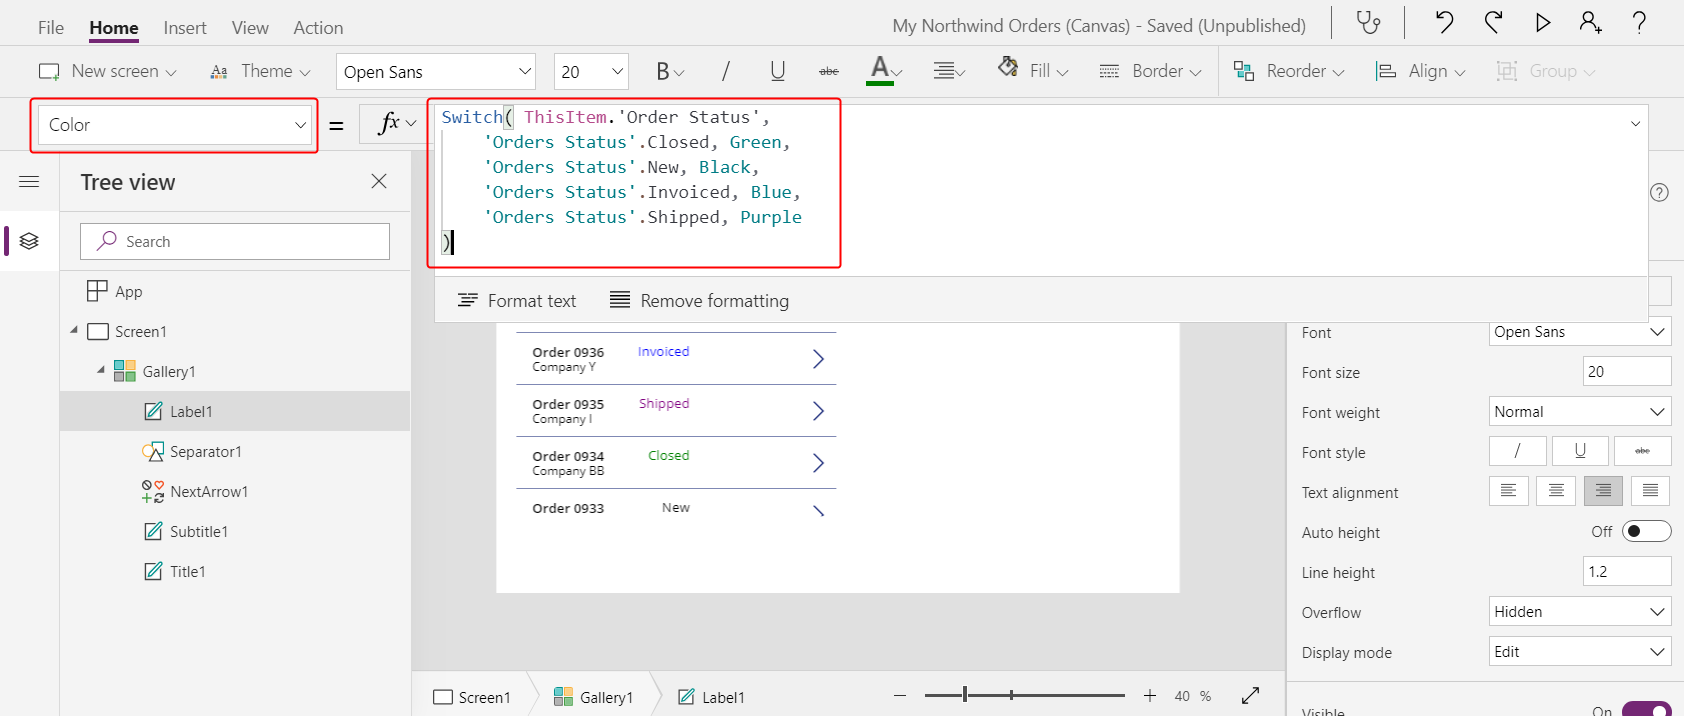 File Home Insert View Action My Northwind Orders (Canvas) - Saved (Unpublished) ?
New screen Aa Theme Open Sans 20 B / U abc A Fill Border Reorder Align Group
Color = fx
Switch( ThisItem.'Order Status',
'Orders Status'.Closed, Green,
'Orders Status'.New, Black,
'Orders Status'.Invoiced, Blue,
'Orders Status'.Shipped, Purple
)
Format text Remove formatting
Tree view
Search
App
Screen1
Gallery1
Label1
Separator1
NextArrow1
Subtitle1
Title1
Order 0936 Invoiced
Company Y
Order 0935 Shipped
Company I
Order 0934 Closed
Company BB
Order 0933 New
?
Font Open Sans
Font size 20
Font weight Normal
Font style / U abc
Text alignment
Auto height Off
Line height 1.2
Overflow Hidden
Display mode Edit
Visible On
Screen1 Gallery1 Label1 − + 40 %